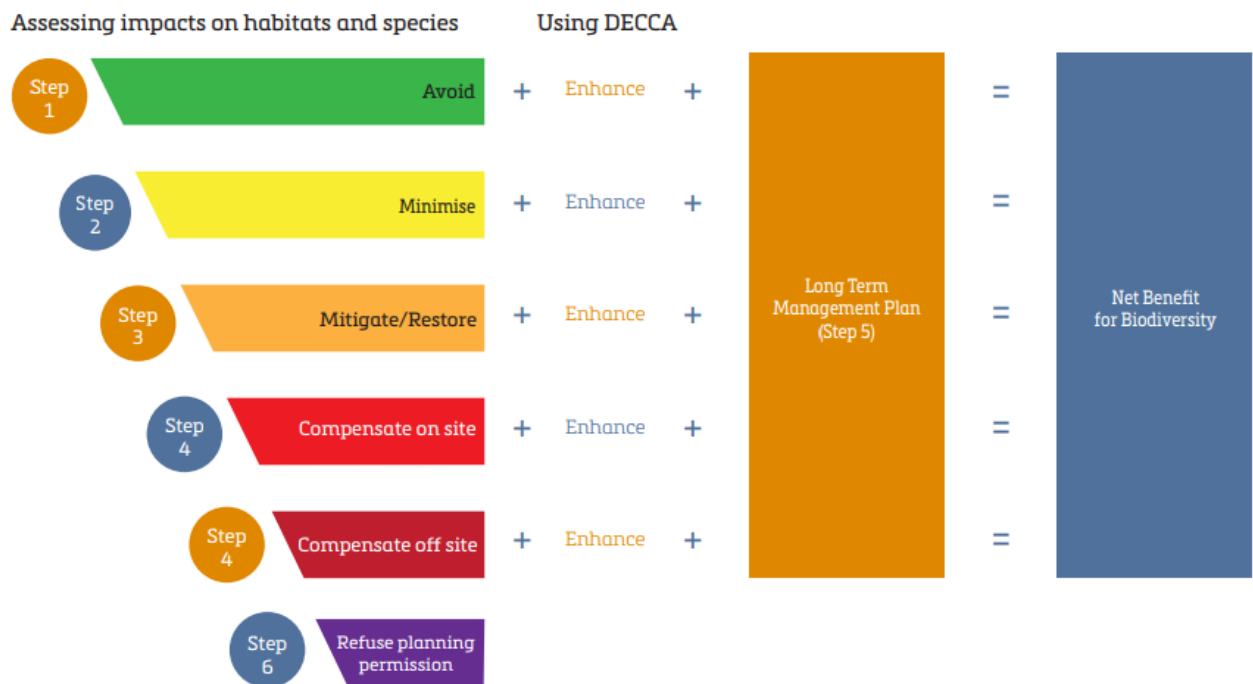 Assessing impacts on habitats and species
Using DECCA
Step
1
Avoid
+ Enhance +
=
Step
2
Minimise
+ Enhance +
=
Step
3
Mitigate/Restore
+ Enhance +
Long Term
Management Plan
(Step 5)
=
Net Benefit
for Biodiversity
Step
4
Compensate on site
+ Enhance +
=
Step
4
Compensate off site
+ Enhance +
=
Step
6
Refuse planning
permission